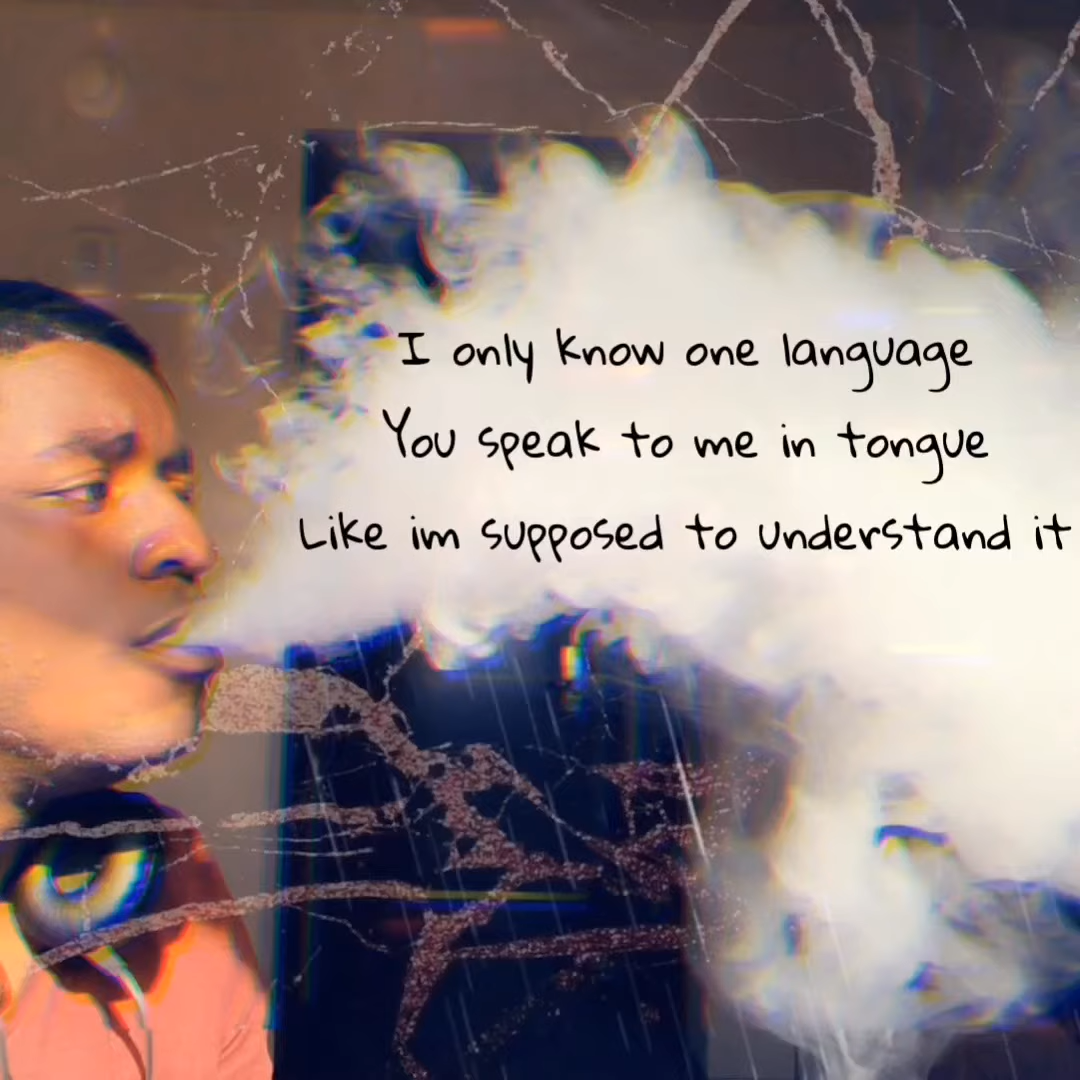 I only know one language
You speak to me in tongue
Like im supposed to understand it